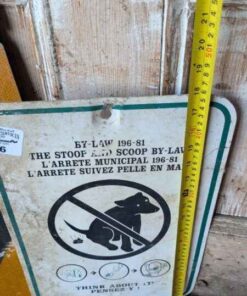 BY-LAW 196-81
THE STOOP AND SCOOP BY-LAW
L'ARRETE MUNICIPAL 196-81
L'ARRETE SUIVEZ PELLE EN MA
THINK ABOUT IT
PENSEZ Y